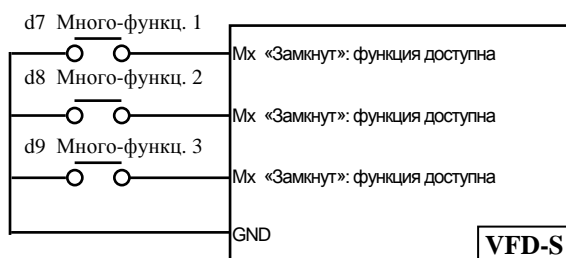 d7 Много-функц. 1
Mx «Замкнут»: функция доступна
d8 Много-функц. 2
Mx «Замкнут»: функция доступна
d9 Много-функц. 3
Mx «Замкнут»: функция доступна
GND
VFD-S